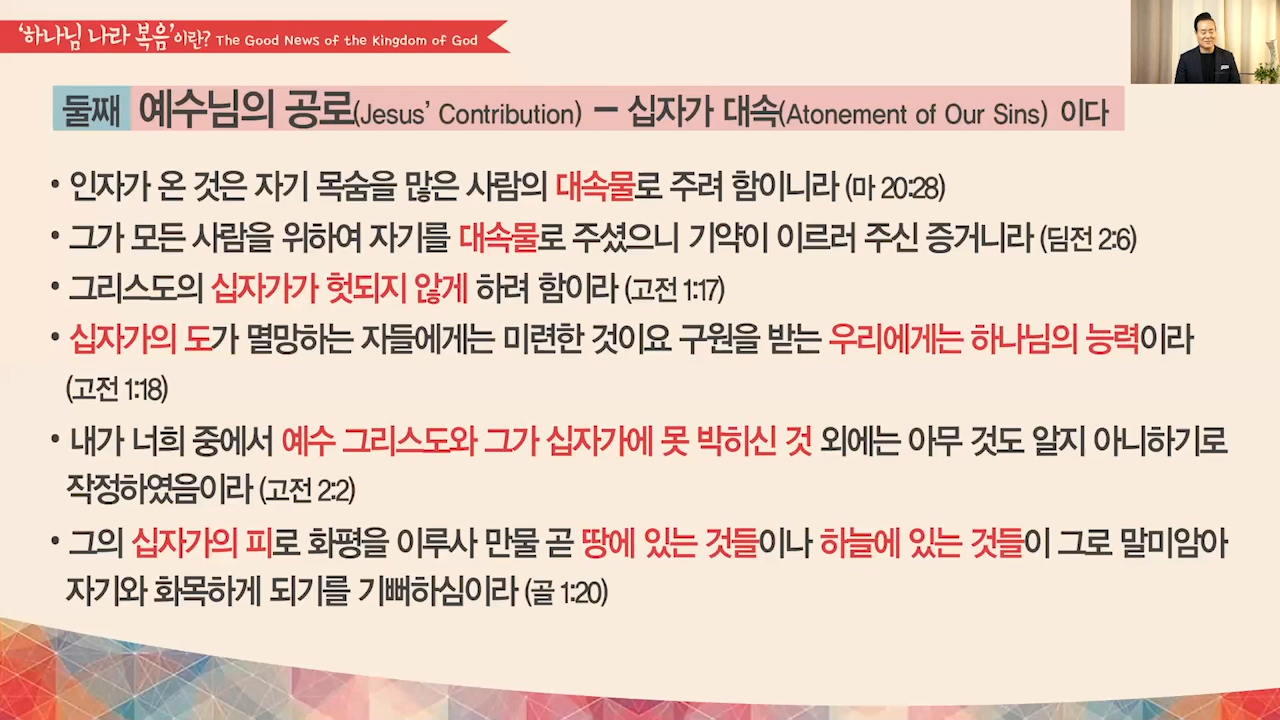 '하나님 나라 복음'이란? The Good News of the Kingdom of God
둘째 예수님의 공로(Jesus' Contribution) – 십자가 대속(Atonement of Our Sins) 이다
• 인자가 온 것은 자기 목숨을 많은 사람의 대속물로 주려 함이니라 (마 20:28)
• 그가 모든 사람을 위하여 자기를 대속물로 주셨으니 기약이 이르러 주신 증거니라 (딤전 2:6)
• 그리스도의 십자가가 헛되지 않게 하려 함이라 (고전 1:17)
• 십자가의 도가 멸망하는 자들에게는 미련한 것이요 구원을 받는 우리에게는 하나님의 능력이라
(고전 1:18)
• 내가 너희 중에서 예수 그리스도와 그가 십자가에 못 박히신 것 외에는 아무 것도 알지 아니하기로
작정하였음이라 (고전 2:2)
• 그의 십자가의 피로 화평을 이루사 만물 곧 땅에 있는 것들이나 하늘에 있는 것들이 그로 말미암아
자기와 화목하게 되기를 기뻐하심이라 (골 1:20)